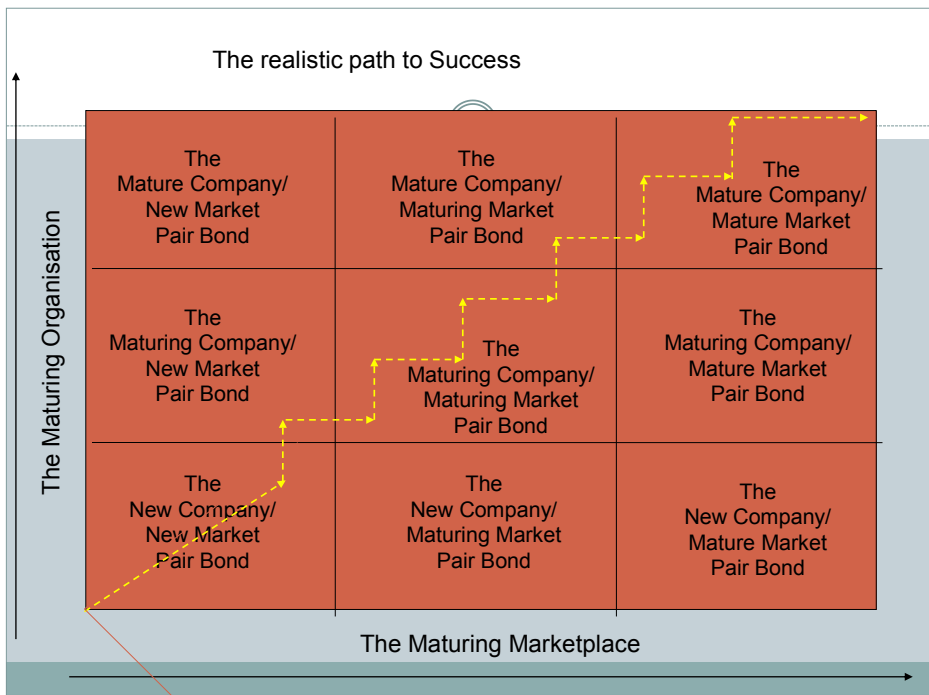 The realistic path to Success
The Maturing Organisation
The
Mature Company/
New Market
Pair Bond
The
Mature Company/
Maturing Market
Pair Bond
The
Mature Company/
Mature Market
Pair Bond
The
Maturing Company/
New Market
Pair Bond
The
Maturing Company/
Maturing Market
Pair Bond
The
Maturing Company/
Mature Market
Pair Bond
The
New Company/
New Market
Pair Bond
The
New Company/
Maturing Market
Pair Bond
The
New Company/
Mature Market
Pair Bond
The Maturing Marketplace